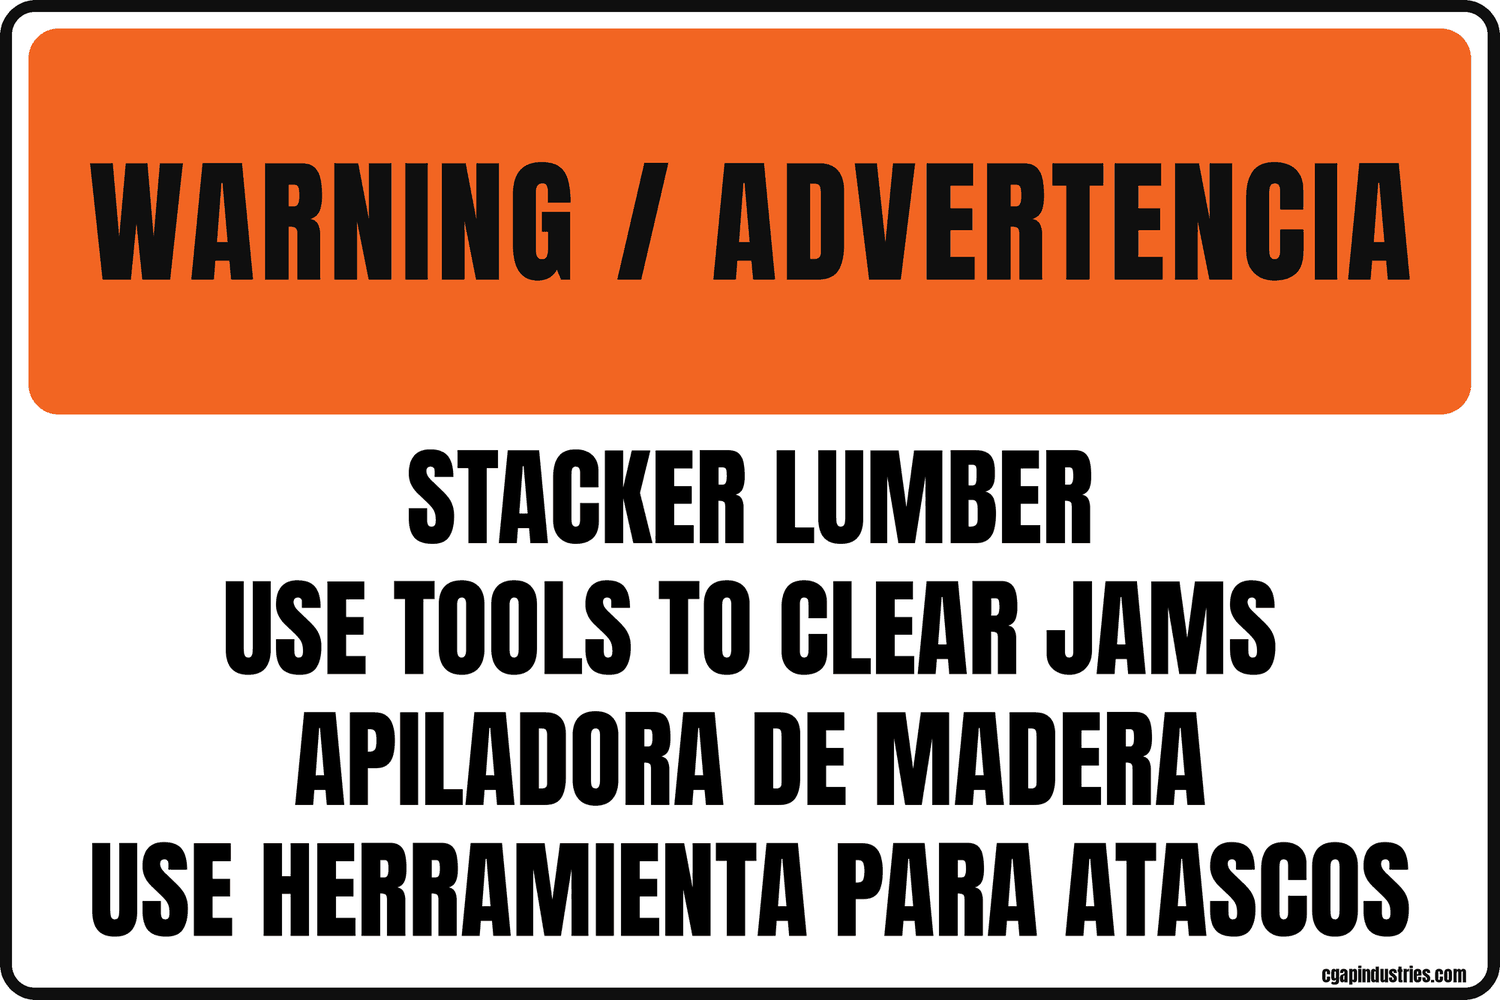 WARNING / ADVERTENCIA
STACKER LUMBER
USE TOOLS TO CLEAR JAMS
APILADORA DE MADERA
USE HERRAMIENTA PARA ATASCOS
cgapindustries.com